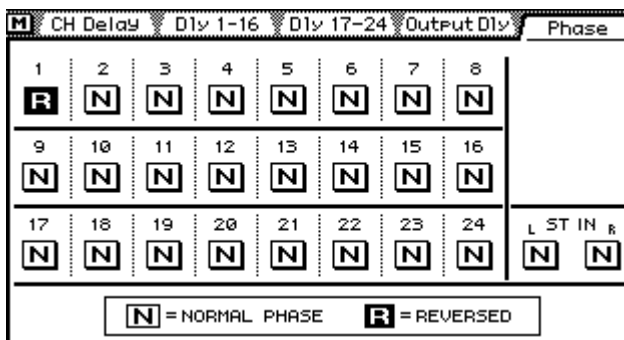 M CH Delay Dly 1-16 Dly 17-24 Output Dly Phase
1 2 3 4 5 6 7 8
R N N N N N N N
9 10 11 12 13 14 15 16
N N N N N N N N
17 18 19 20 21 22 23 24 L ST IN R
N N N N N N N N N N
N = NORMAL PHASE R = REVERSED